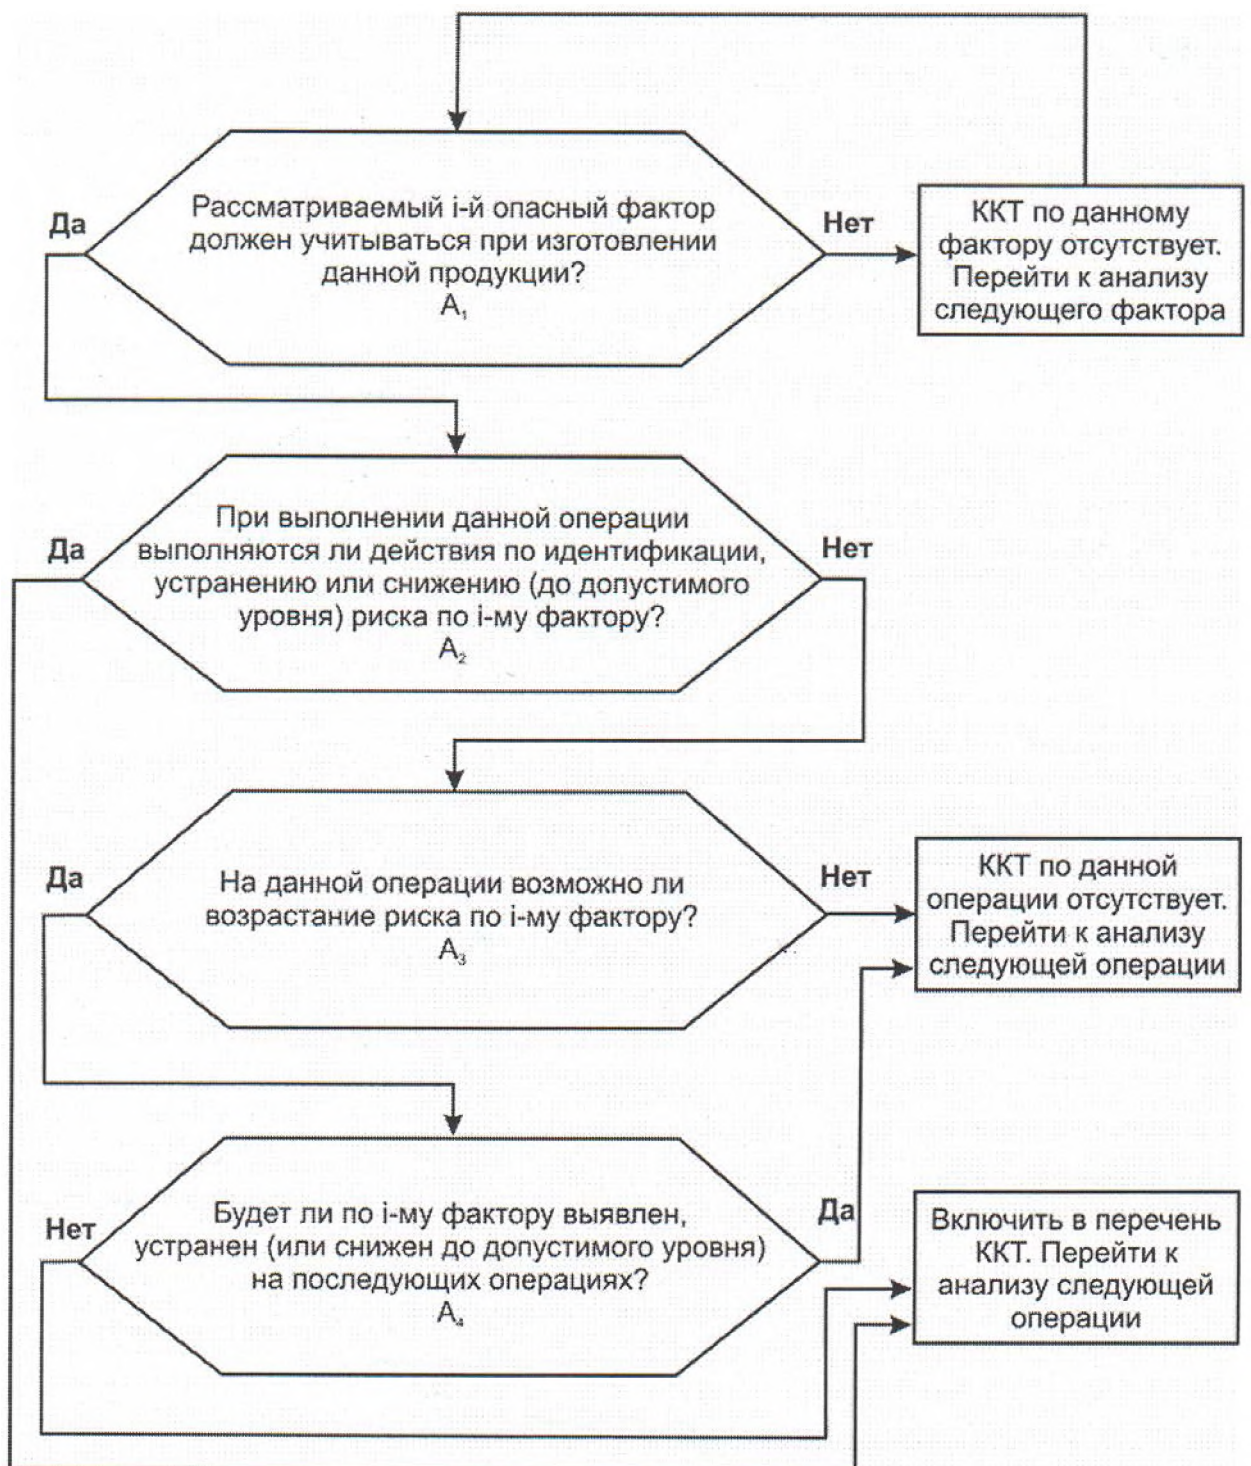 Рассматриваемый i-й опасный фактор
должен учитываться при изготовлении
данной продукции?
A₁
Да
Нет
ККТ по данному
фактору отсутствует.
Перейти к анализу
следующего фактора
При выполнении данной операции
выполняются ли действия по идентификации,
устранению или снижению (до допустимого
уровня) риска по i-му фактору?
A₂
Да
Нет
На данной операции возможно ли
возрастание риска по i-му фактору?
A₃
Да
Нет
ККТ по данной
операции отсутствует.
Перейти к анализу
следующей операции
Будет ли по i-му фактору выявлен,
устранен (или снижен до допустимого уровня)
на последующих операциях?
A₄
Нет
Да
Включить в перечень
ККТ. Перейти к
анализу следующей
операции